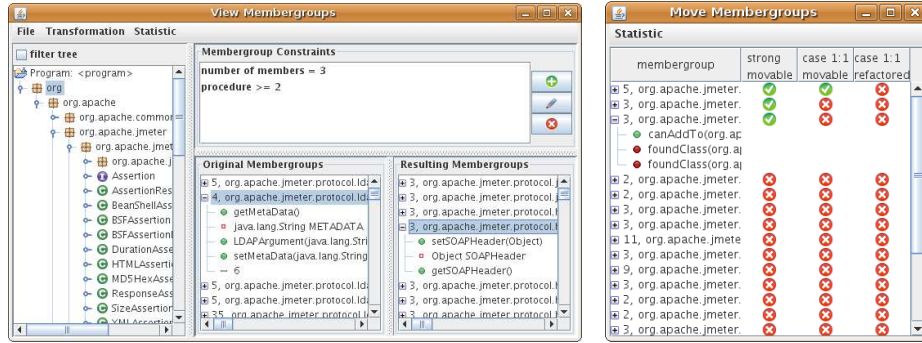 View Membergroups
File Transformation Statistic
filter tree
Program: <program>
org
org.apache
org.apache.commor
org.apache.jmeter
org.apache.jmet
org.apache.j
Assertion
AssertionRes
BeanShellAss
BSFAssertion
BSFAssertionI
DurationAsse
HTMLAsserti
MD5HexAsse
ResponseAss
SizeAssertior
XMLAssertior
Membergroup Constraints
number of members = 3
procedure >= 2
Original Membergroups
5, org.apache.jmeter.protocol.lda
4, org.apache.jmeter.protocol.lda
getMetaData()
java.lang.String METADATA
LDAPArgument(java.lang.Stri
setMetaData(java.lang.String
6
5, org.apache.jmeter.protocol.lda
5, org.apache.jmeter.protocol.lda
35, org.apache.jmeter.protocol.l
Resulting Membergroups
3, org.apache.jmeter.protocol.j
3, org.apache.jmeter.protocol.j
3, org.apache.jmeter.protocol.h
3, org.apache.jmeter.protocol.h
setSOAPHeader(Object)
Object SOAPHeader
getSOAPHeader()
3, org.apache.jmeter.protocol.h
3, org.apache.jmeter.protocol.h
3, org.apache.jmeter.protocol.h
Move Membergroups
Statistic
membergroup strong movable case 1:1 movable case 1:1 refactored
5, org.apache.jmeter.
3, org.apache.jmeter.
3, org.apache.jmeter.
canAddTo(org.ap
foundClass(org.a
foundClass(org.a
2, org.apache.jmeter.
2, org.apache.jmeter.
3, org.apache.jmeter.
3, org.apache.jmeter.
11, org.apache.jmete
3, org.apache.jmeter.
9, org.apache.jmeter.
3, org.apache.jmeter.
2, org.apache.jmeter.
2, org.apache.jmeter.
3, org.apache.jmeter.